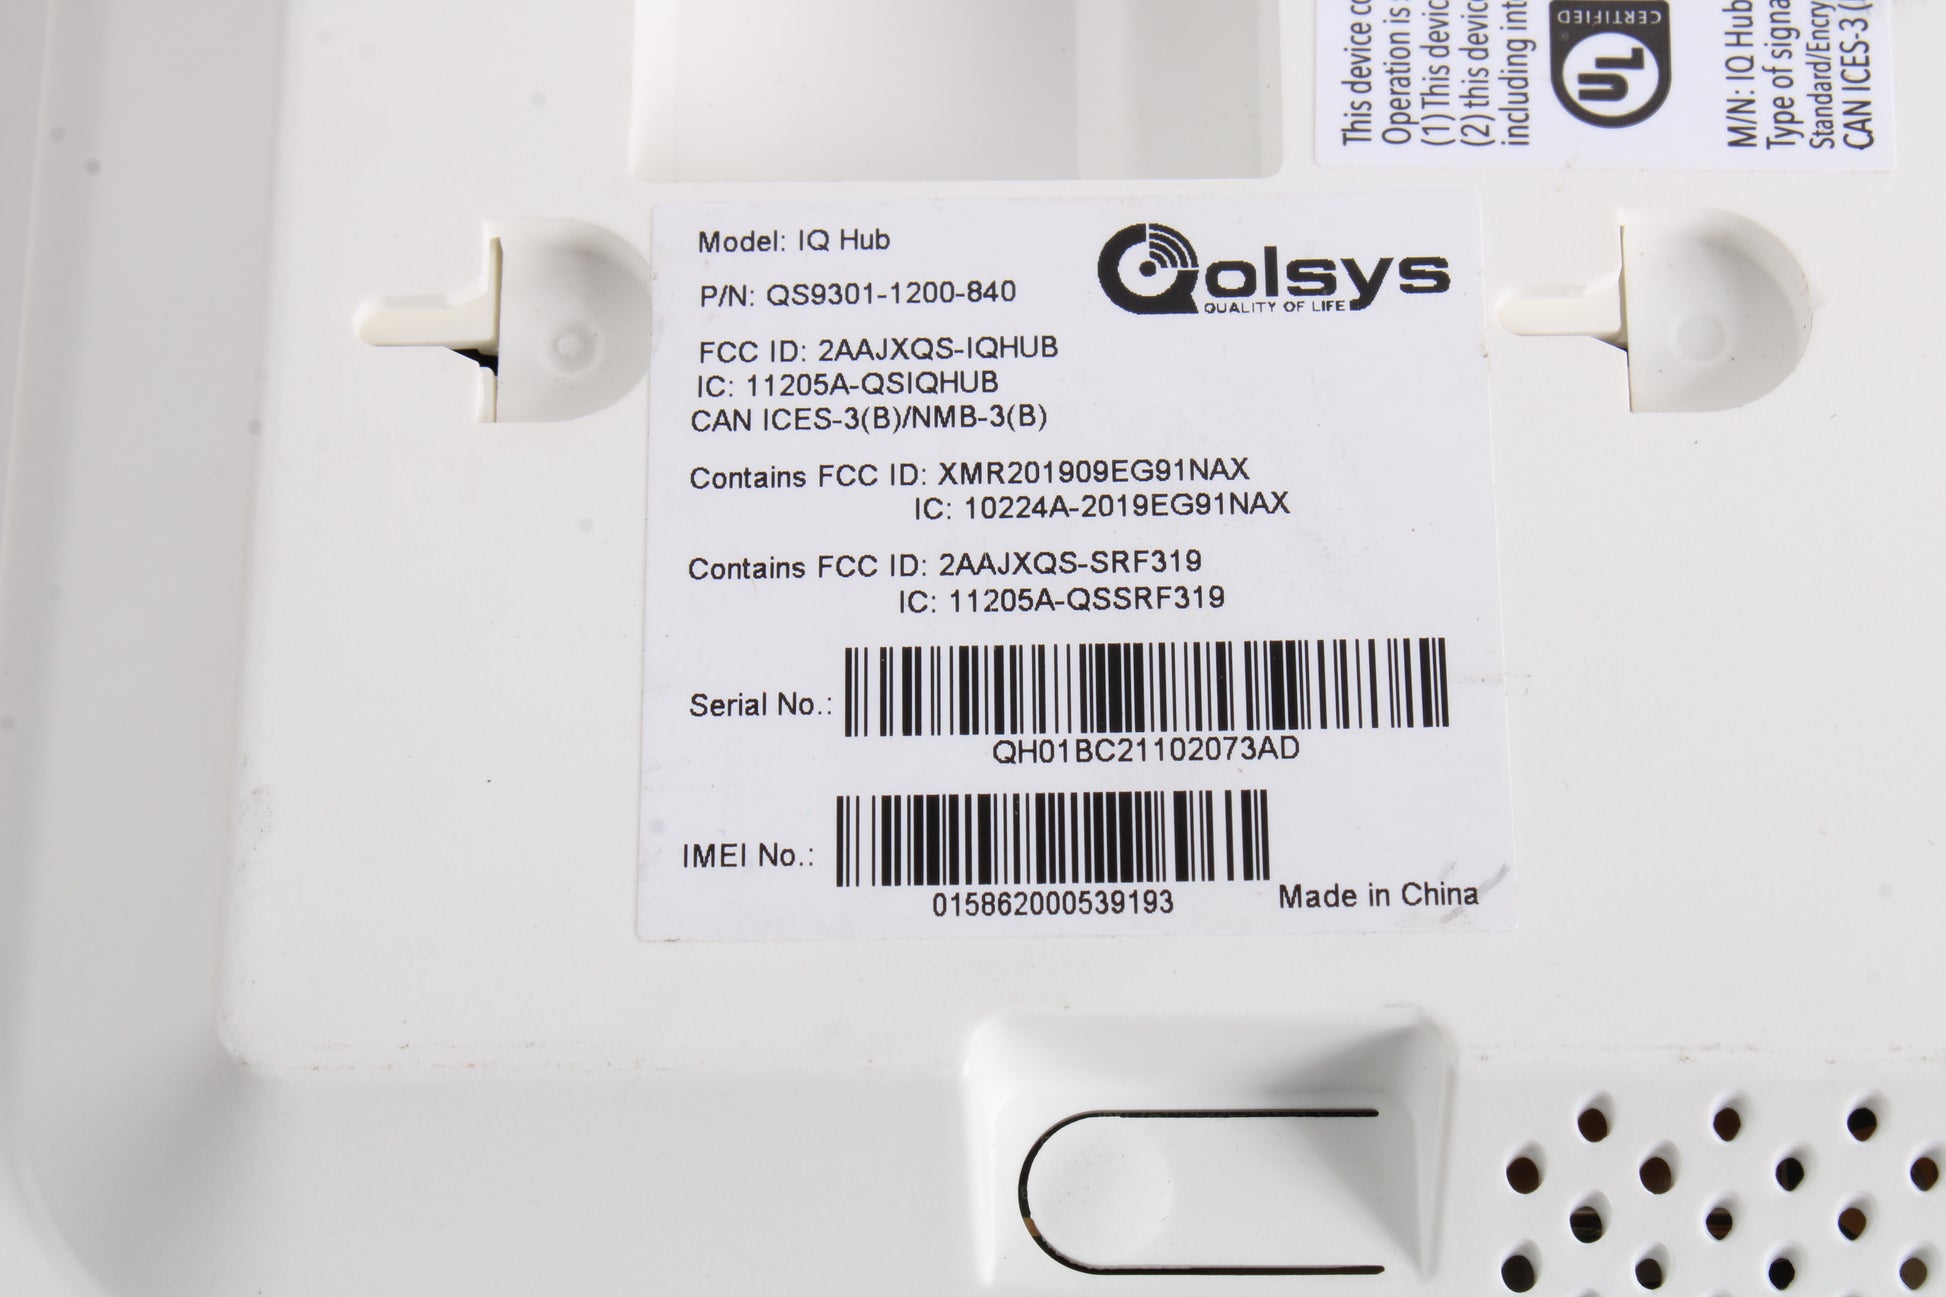 This device co
Operation is
(1) This devic
(2) this device
including int
CERTIFIED
UL
M/N: IQ Hub
Type of signa
Standard/Encry
CAN ICES-3
Model: IQ Hub
Qolsys
QUALITY OF LIFE
P/N: QS9301-1200-840
FCC ID: 2AAJXQS-IQHUB
IC: 11205A-QSIQHUB
CAN ICES-3(B)/NMB-3(B)
Contains FCC ID: XMR201909EG91NAX
IC: 10224A-2019EG91NAX
Contains FCC ID: 2AAJXQS-SRF319
IC: 11205A-QSSRF319
Serial No.:
QH01BC21102073AD
IMEI No.:
015862000539193
Made in China